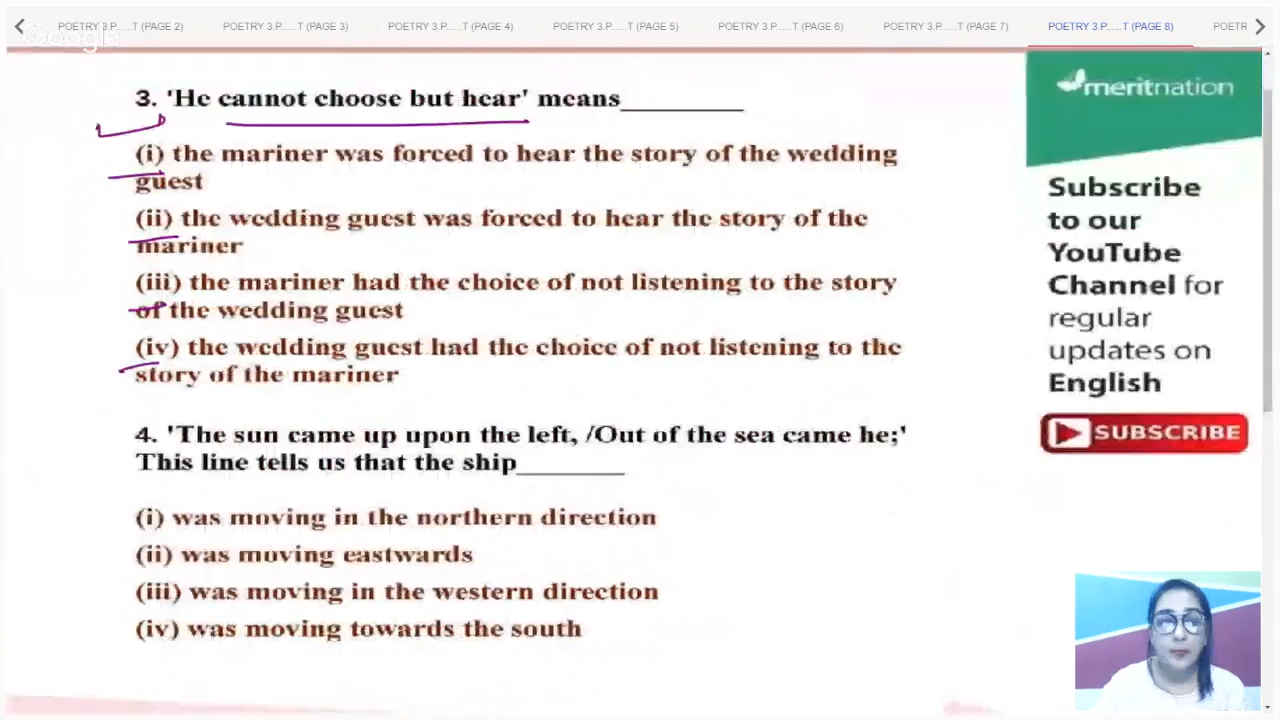 POETRY 3.P......T (PAGE 2) POETRY 3.P......T (PAGE 3) POETRY 3.P......T (PAGE 4) POETRY 3.P......T (PAGE 5) POETRY 3.P......T (PAGE 6) POETRY 3.P......T (PAGE 7) POETRY 3.P......T (PAGE 8) POETR
Google
3. 'He cannot choose but hear' means_________
(i) the mariner was forced to hear the story of the wedding
guest
(ii) the wedding guest was forced to hear the story of the
mariner
(iii) the mariner had the choice of not listening to the story
of the wedding guest
(iv) the wedding guest had the choice of not listening to the
story of the mariner
4. 'The sun came up upon the left, /Out of the sea came he;'
This line tells us that the ship________
(i) was moving in the northern direction
(ii) was moving eastwards
(iii) was moving in the western direction
(iv) was moving towards the south
meritnation
Subscribe
to our
YouTube
Channel for
regular
updates on
English
SUBSCRIBE